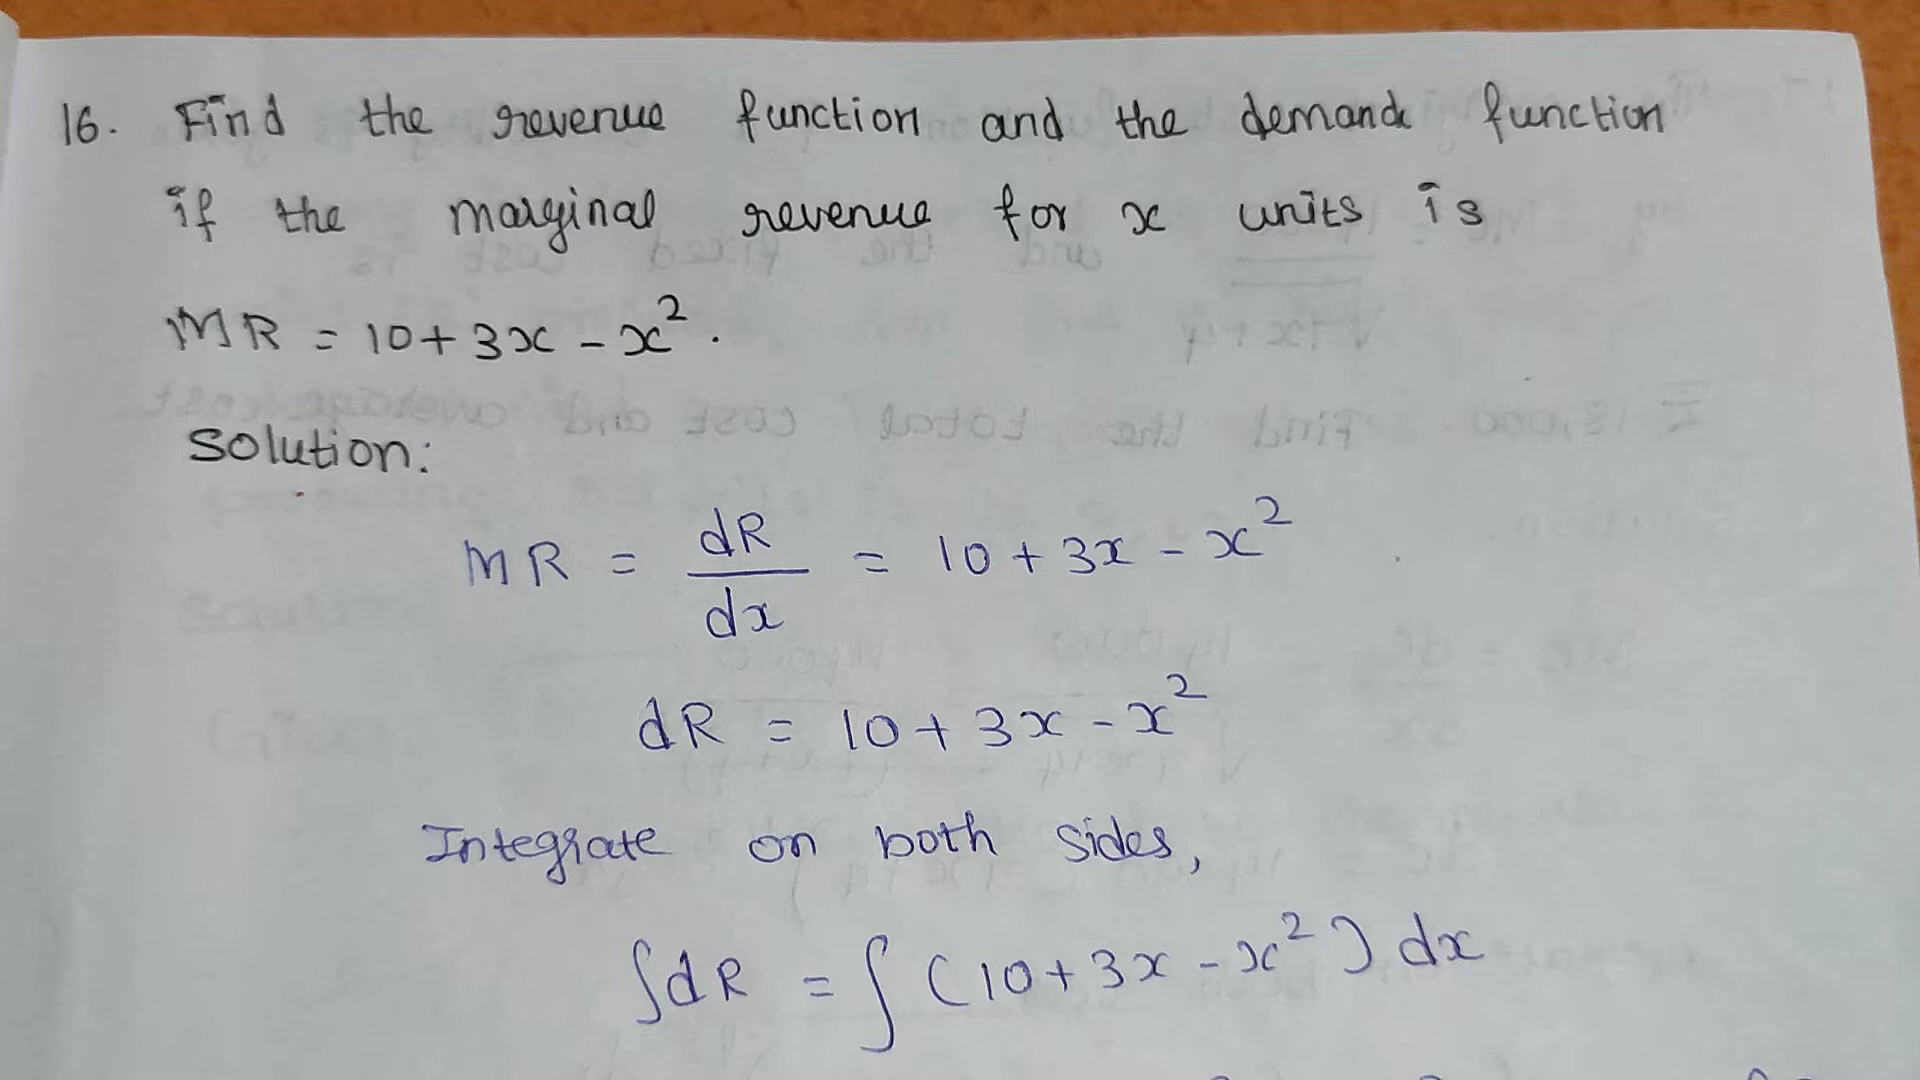 16. Find the revenue function and the demand function
if the marginal revenue for x units is
MR = 10+3x-x².
Solution:
MR = dR/dx = 10+3x-x²
dR = 10+3x-x²
Integrate on both sides,
∫dR = ∫(10+3x-x²) dx